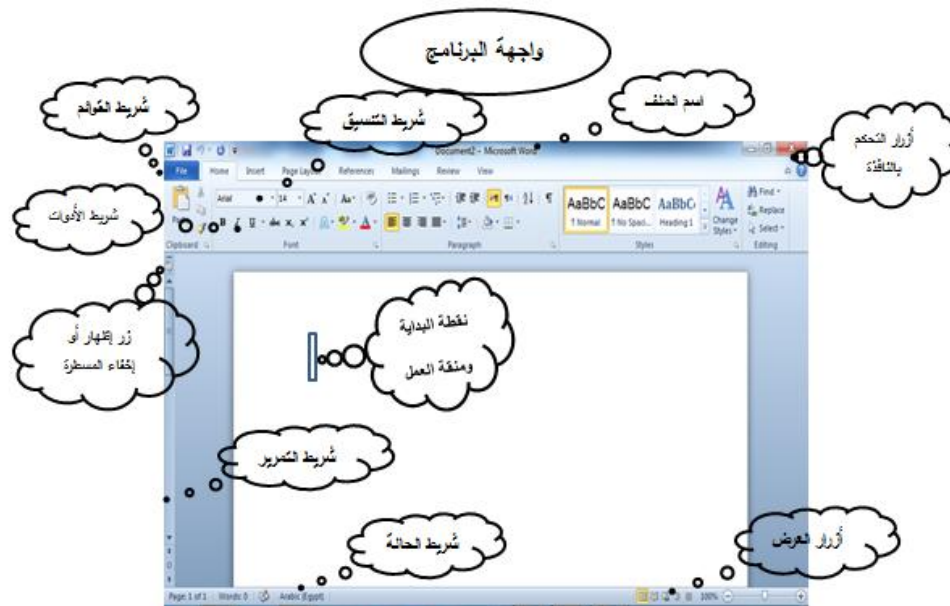 واجهة البرنامج
شريط القوائم
شريط التنسيق
اسم الملف
أزرار التحكم
بالنافذة
Document2 - Microsoft Word
File Home Insert Page Layout References Mailings Review View
شريط الأدوات
Arial 14
AaBbC AaBbC AaBbC
¶ Normal ¶ No Spaci... Heading 1
Change
Styles
Find
Replace
Select
Clipboard Font Paragraph Styles Editing
زر إظهار أو
إخفاء المسطرة
نقطة البداية
ومنقة العمل
شريط التمرير
شريط الحالة
أزرار العرض
Page: 1 of 1 Words: 0 Arabic (Egypt) 100%